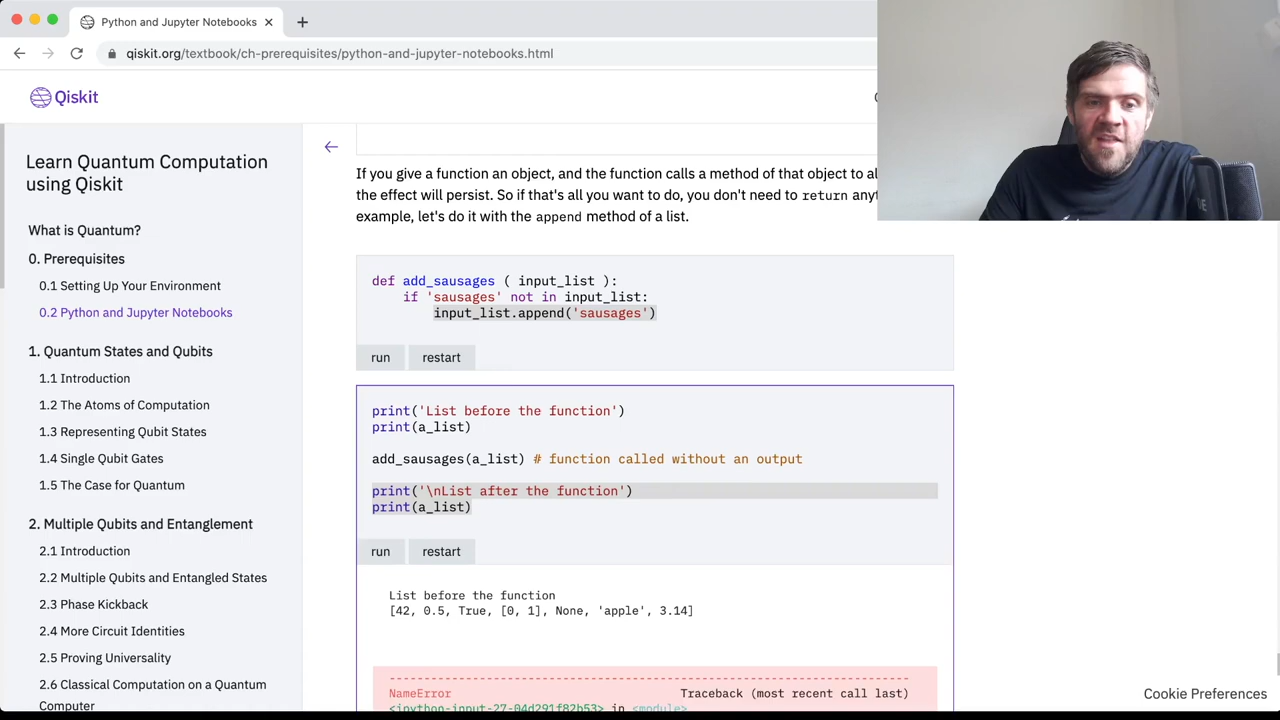 Python and Jupyter Notebooks
qiskit.org/textbook/ch-prerequisites/python-and-jupyter-notebooks.html
Qiskit
Learn Quantum Computation
using Qiskit
What is Quantum?
0. Prerequisites
0.1 Setting Up Your Environment
0.2 Python and Jupyter Notebooks
1. Quantum States and Qubits
1.1 Introduction
1.2 The Atoms of Computation
1.3 Representing Qubit States
1.4 Single Qubit Gates
1.5 The Case for Quantum
2. Multiple Qubits and Entanglement
2.1 Introduction
2.2 Multiple Qubits and Entangled States
2.3 Phase Kickback
2.4 More Circuit Identities
2.5 Proving Universality
2.6 Classical Computation on a Quantum
Computer
If you give a function an object, and the function calls a method of that object to al
the effect will persist. So if that's all you want to do, you don't need to return anyt
example, let's do it with the append method of a list.
def add_sausages ( input_list ):
if 'sausages' not in input_list:
input_list.append('sausages')
run restart
print('List before the function')
print(a_list)
add_sausages(a_list) # function called without an output
print('\nList after the function')
print(a_list)
run restart
List before the function
[42, 0.5, True, [0, 1], None, 'apple', 3.14]
---------------------------------------------------------------------------
NameError Traceback (most recent call last)
<ipython-input-27-04d291f82b53> in <module>
Cookie Preferences